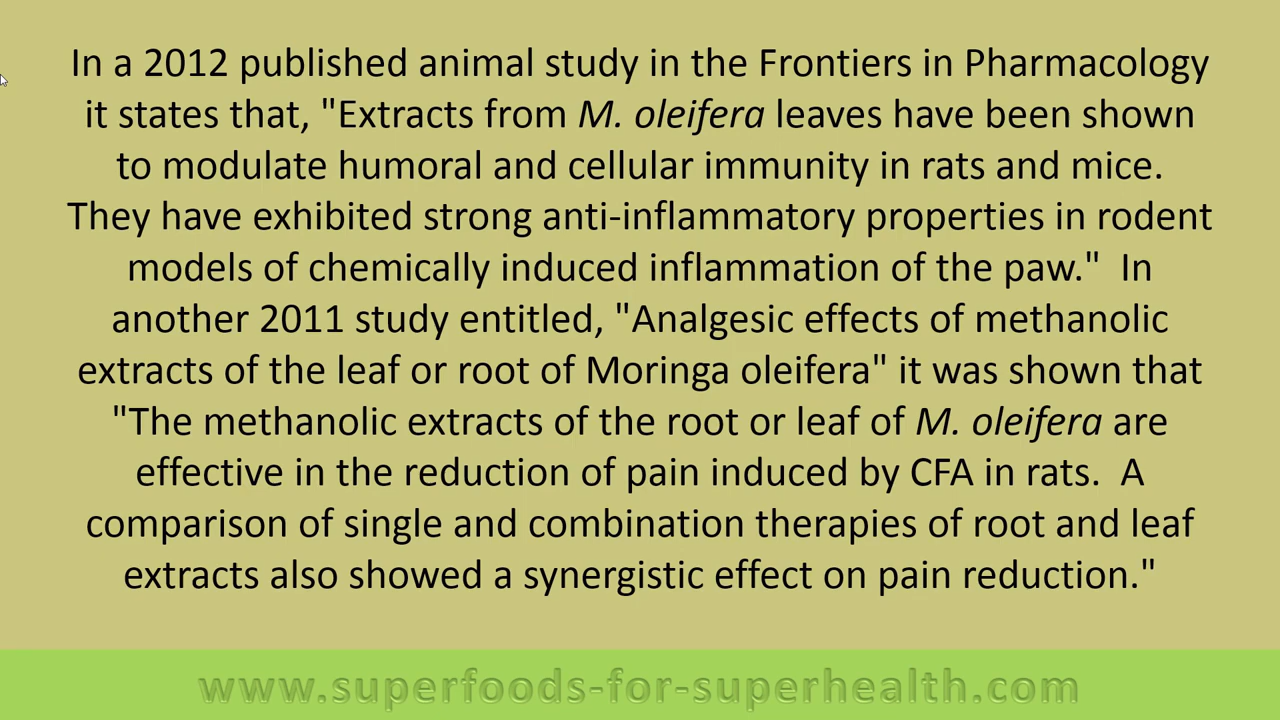 In a 2012 published animal study in the Frontiers in Pharmacology
it states that, "Extracts from M. oleifera leaves have been shown
to modulate humoral and cellular immunity in rats and mice.
They have exhibited strong anti-inflammatory properties in rodent
models of chemically induced inflammation of the paw."  In
another 2011 study entitled, "Analgesic effects of methanolic
extracts of the leaf or root of Moringa oleifera" it was shown that
"The methanolic extracts of the root or leaf of M. oleifera are
effective in the reduction of pain induced by CFA in rats.  A
comparison of single and combination therapies of root and leaf
extracts also showed a synergistic effect on pain reduction."
www.superfoods-for-superhealth.com